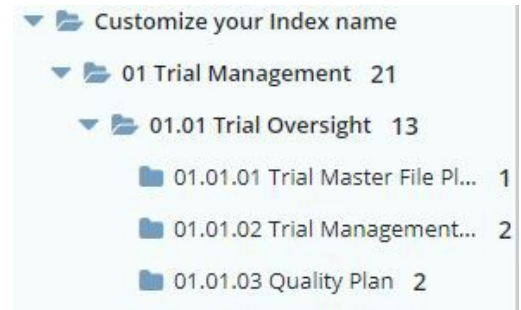 Customize your Index name
01 Trial Management 21
01.01 Trial Oversight 13
01.01.01 Trial Master File Pl... 1
01.01.02 Trial Management... 2
01.01.03 Quality Plan 2